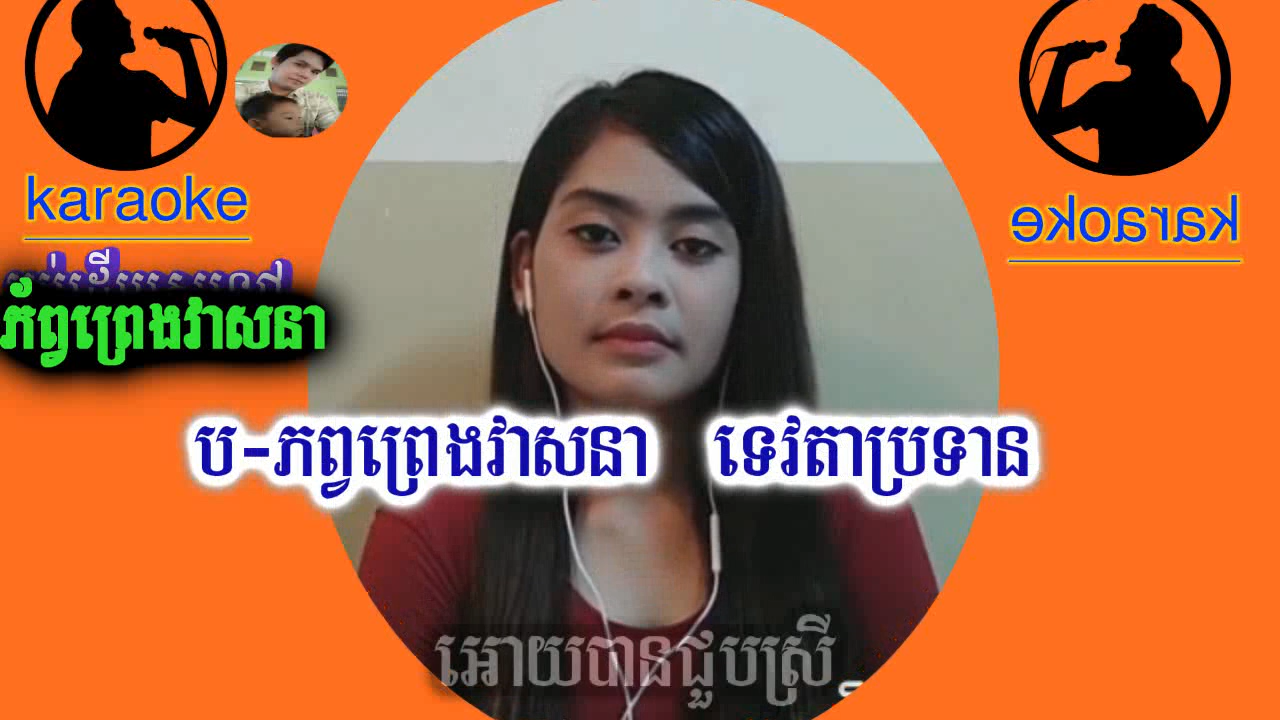 karaoke
karaoke
ភ័ព្វព្រេងវាសនា
ប-ភព្វព្រេងវាសនា ទេវតាប្រទាន
អោយបានជួបស្រី